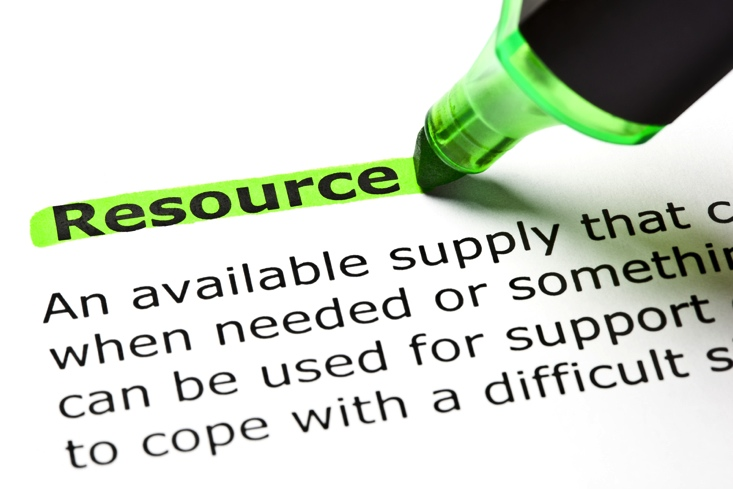 Resource
An available supply that
when needed or
can be used for support
to cope with a difficult